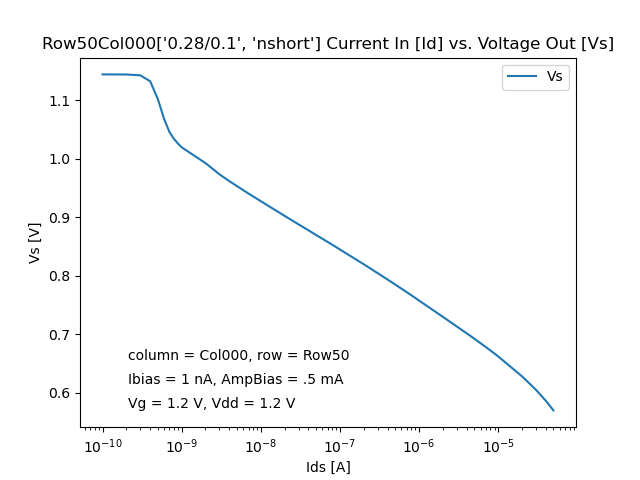 Row50Col000['0.28/0.1', 'nshort'] Current In [Id] vs. Voltage Out [Vs]
Vs
1.1
1.0
0.9
0.8
0.7
0.6
Vs [V]
column = Col000, row = Row50
Ibias = 1 nA, AmpBias = .5 mA
Vg = 1.2 V, Vdd = 1.2 V
10⁻¹⁰ 10⁻⁹ 10⁻⁸ 10⁻⁷ 10⁻⁶ 10⁻⁵
Ids [A]